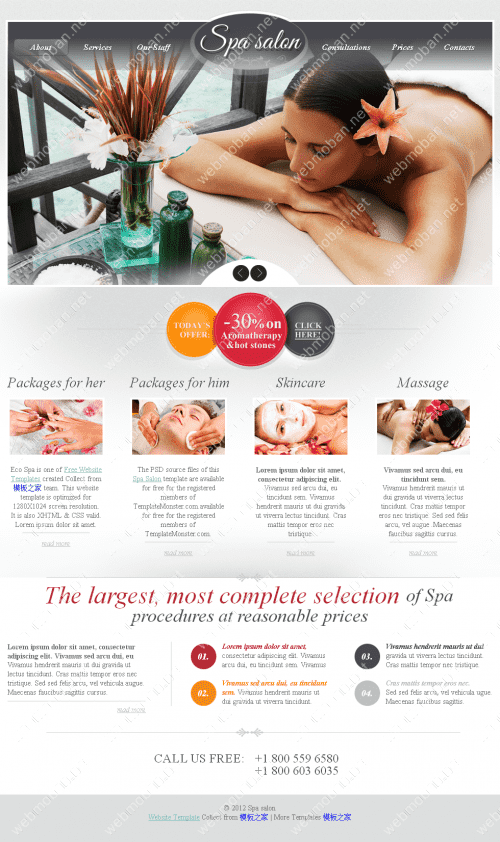 About Services Our Staff Spa salon Consultations Prices Contacts
TODAY'S OFFER:
-30% on
Aromatherapy
&hot stones
CLICK
HERE!
Packages for her
Eco Spa is one of Free Website
Templates created Collect from
模板之家 team. This website
template is optimized for
1280X1024 screen resolution.
It is also XHTML & CSS valid.
Lorem ipsum dolor sit amet.
read more
Packages for him
The PSD source files of this
Spa Salon template are available
for free for the registered
members of
TemplateMonster.com available
for free for the registered
members of
TemplateMonster.com.
read more
Skincare
Lorem ipsum dolor sit amet,
consectetur adipiscing elit.
Vivamus sed arcu dui, eu
tincidunt sem. Vivamus
hendrerit mauris ut dui gravida
ut viverra lectus tincidunt. Cras
mattis tempor eros nec
tristique.
read more
Massage
Vivamus sed arcu dui, eu
tincidunt sem.
Vivamus hendrerit mauris ut
dui gravida ut viverra lectus
tincidunt. Cras mattis tempor
eros nec tristique. Sed sed felis
arcu, vel augue. Maecenas
faucibus sagittis cursus.
read more
The largest, most complete selection of Spa
procedures at reasonable prices
Lorem ipsum dolor sit amet, consectetur
adipiscing elit. Vivamus sed arcu dui, eu
Vivamus hendrerit mauris ut dui gravida ut
viverra lectus tincidunt. Cras mattis tempor
tristique. Sed sed felis arcu, vel vehicula augue.
Maecenas faucibus sagittis cursus.
read more
01.
Lorem ipsum dolor sit amet,
consectetur adipiscing elit. Vivamus
arcu dui, eu tincidunt sem. Vivamus
02.
Vivamus sed arcu dui, eu tincidunt
sem. Vivamus hendrerit mauris ut
dui gravida ut viverra tincidunt.
03.
Vivamus hendrerit mauris ut dui
gravida ut viverra lectus tincidunt.
Cras mattis tempor nec tristique.
04.
Cras mattis tempor eros nec.
Sed sed felis arcu, vel vehicula ugue.
Maecenas faucibus sagittis cursus.
CALL US FREE: +1 800 559 6580
+1 800 603 6035
© 2012 Spa salon
Website Template Collect from 模板之家 | More Templates 模板之家
webmoban.net